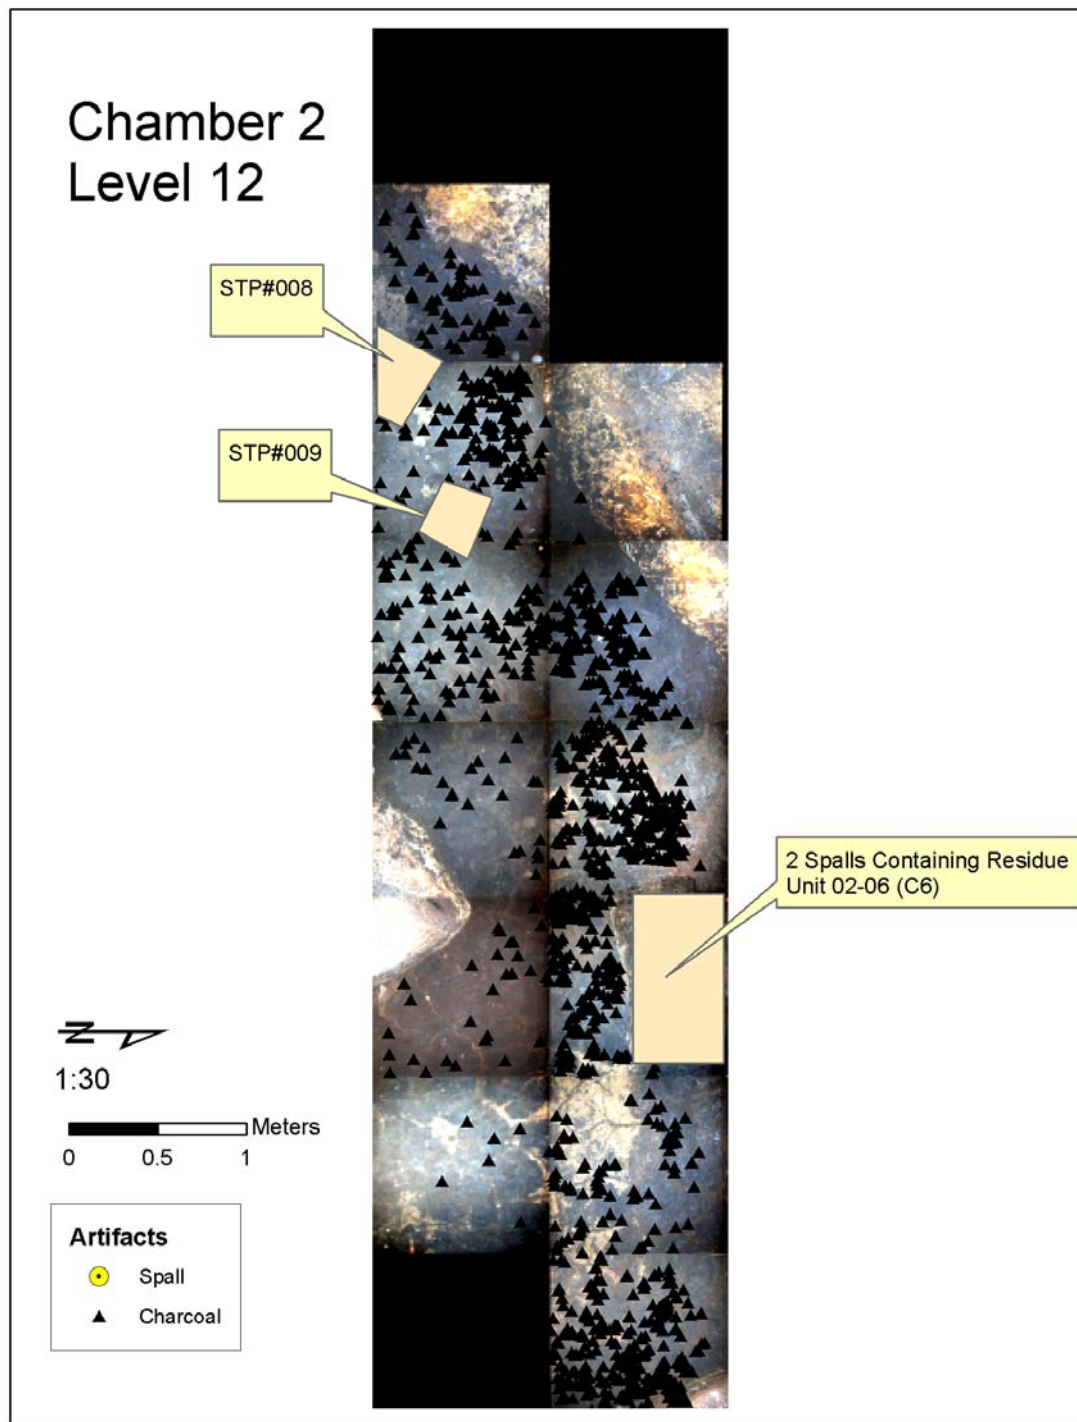 Chamber 2
Level 12
STP#008
STP#009
2 Spalls Containing Residue
Unit 02-06 (C6)
N
1:30
Meters
0 0.5 1
Artifacts
Spall
Charcoal